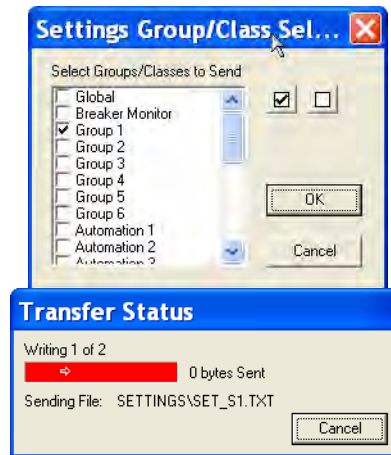 Settings Group/Class Sel...
Select Groups/Classes to Send
Global
Breaker Monitor
Group 1
Group 2
Group 3
Group 4
Group 5
Group 6
Automation 1
Automation 2
Automation 3
OK
Cancel
Transfer Status
Writing 1 of 2
0 bytes Sent
Sending File: SETTINGS\SET_S1.TXT
Cancel